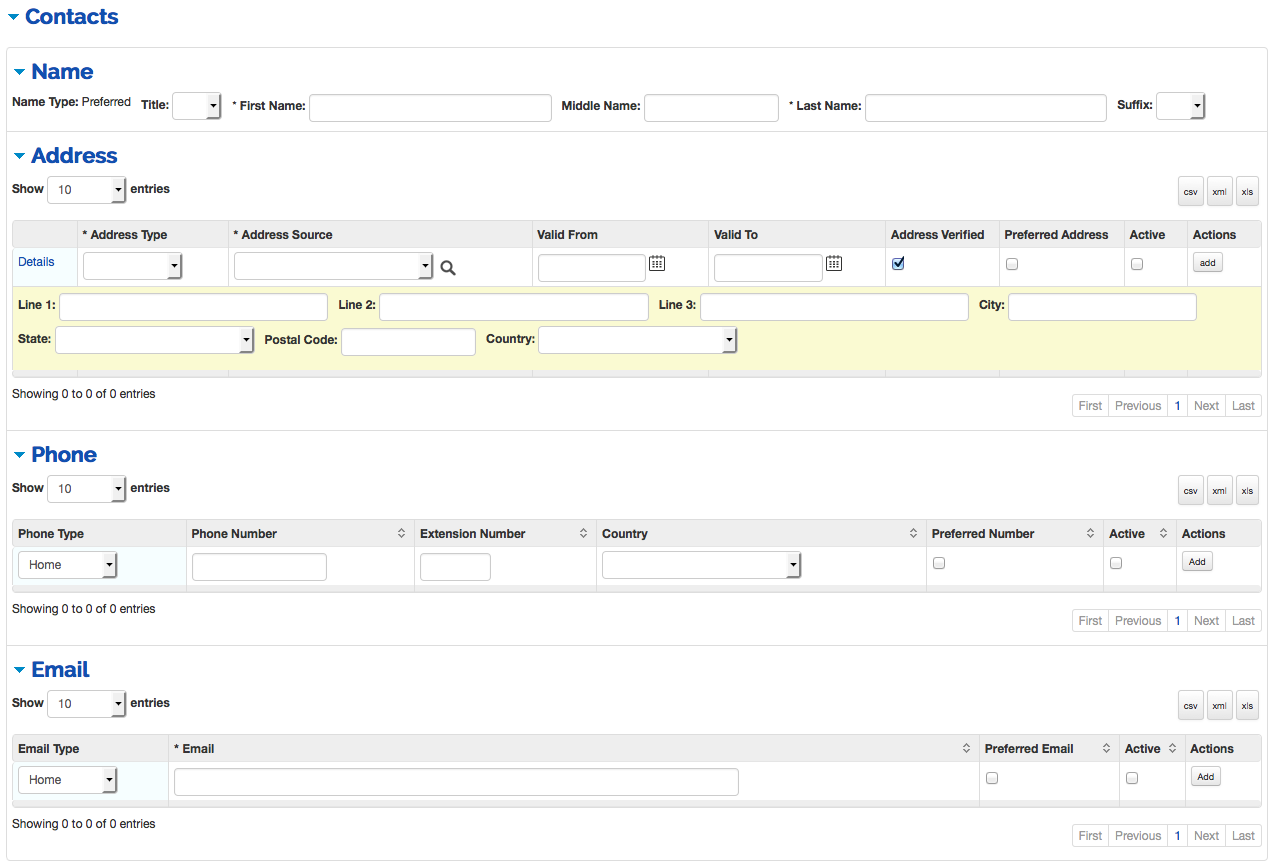 Contacts
Name
Name Type: Preferred Title: * First Name: Middle Name: * Last Name: Suffix:
Address
Show 10 entries csv xml xls
* Address Type * Address Source Valid From Valid To Address Verified Preferred Address Active Actions
Details add
Line 1: Line 2: Line 3: City:
State: Postal Code: Country:
Showing 0 to 0 of 0 entries
First Previous 1 Next Last
Phone
Show 10 entries csv xml xls
Phone Type Phone Number Extension Number Country Preferred Number Active Actions
Home Add
Showing 0 to 0 of 0 entries
First Previous 1 Next Last
Email
Show 10 entries csv xml xls
Email Type * Email Preferred Email Active Actions
Home Add
Showing 0 to 0 of 0 entries
First Previous 1 Next Last